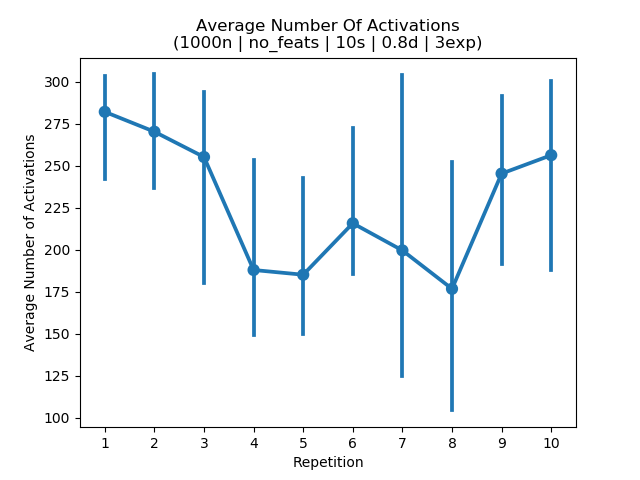 Average Number Of Activations
(1000n | no_feats | 10s | 0.8d | 3exp)
Average Number of Activations
300
275
250
225
200
175
150
125
100
1 2 3 4 5 6 7 8 9 10
Repetition